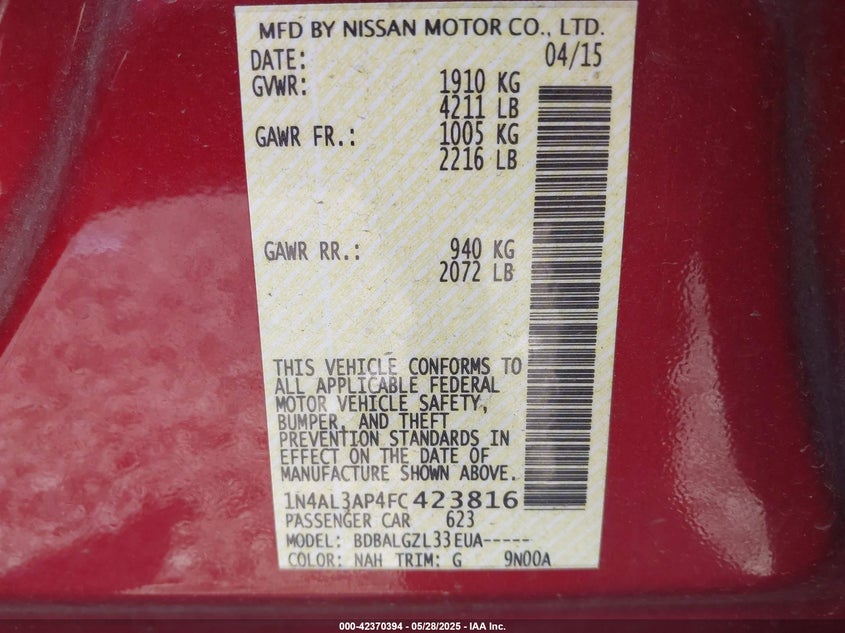 MFD BY NISSAN MOTOR CO., LTD.
DATE: 04/15
GVWR: 1910 KG
4211 LB
GAWR FR.: 1005 KG
2216 LB
GAWR RR.: 940 KG
2072 LB
THIS VEHICLE CONFORMS TO
ALL APPLICABLE FEDERAL
MOTOR VEHICLE SAFETY,
BUMPER, AND THEFT
PREVENTION STANDARDS IN
EFFECT ON THE DATE OF
MANUFACTURE SHOWN ABOVE.
1N4AL3AP4FC423816
PASSENGER CAR 623
MODEL: BDBALGZL33EUA-----
COLOR: NAH TRIM: G 9N00A
000-42370394 - 05/28/2025 - IAA Inc.